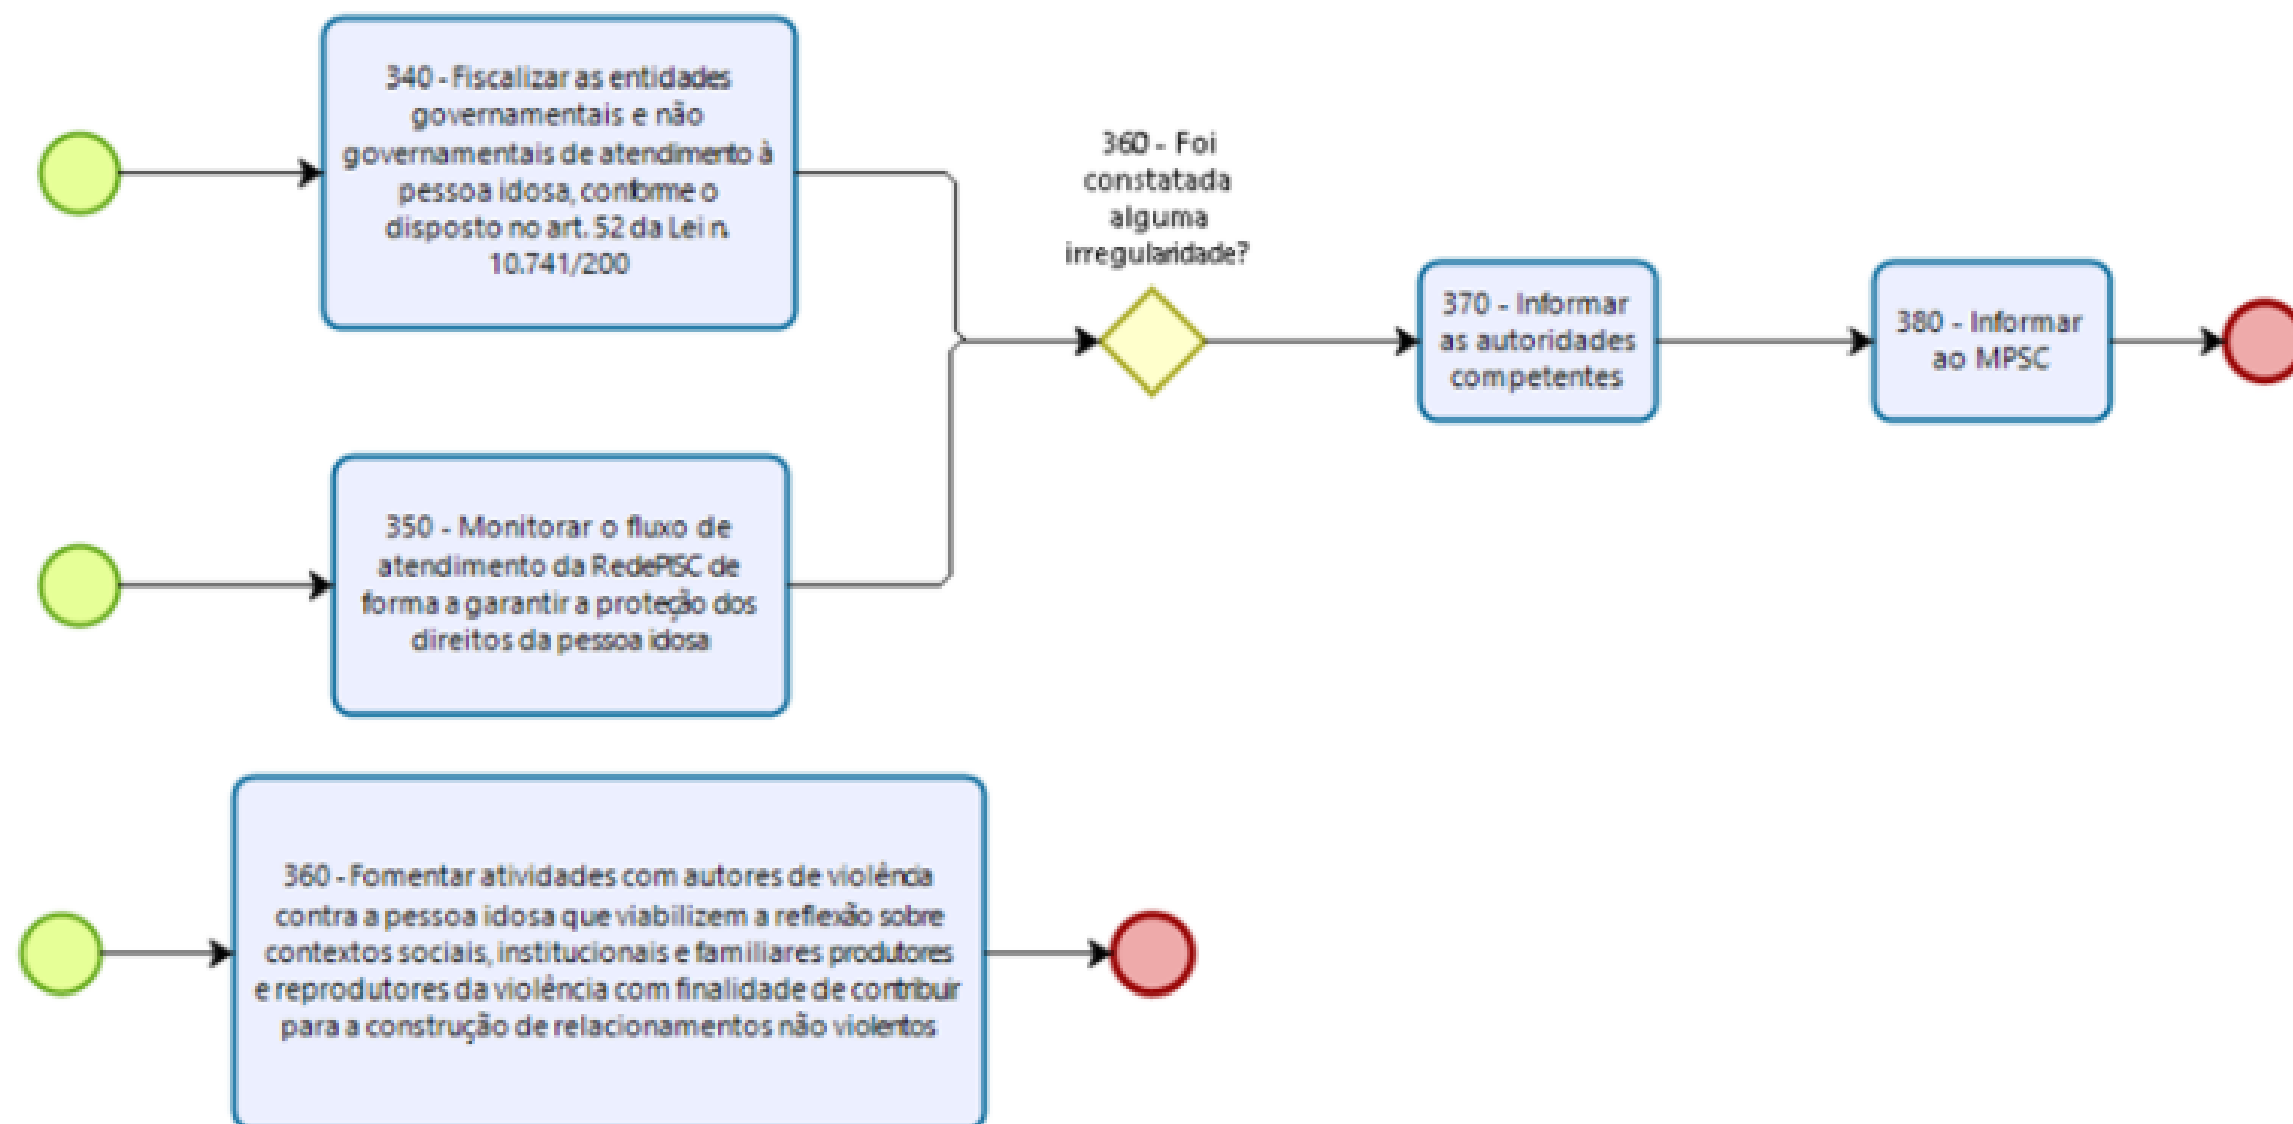 340 - Fiscalizar as entidades
governamentais e não
governamentais de atendimento à
pessoa idosa, conforme o
disposto no art. 52 da Lei n.
10.741/200
360 - Foi
constatada
alguma
irregularidade?
370 - Informar
as autoridades
competentes
380 - Informar
ao MPSC
350 - Monitorar o fluxo de
atendimento da RedePISC de
forma a garantir a proteção dos
direitos da pessoa idosa
360 - Fomentar atividades com autores de violência
contra a pessoa idosa que viabilizem a reflexão sobre
contextos sociais, institucionais e familiares produtores
e reprodutores da violência com finalidade de contribuir
para a construção de relacionamentos não violentos